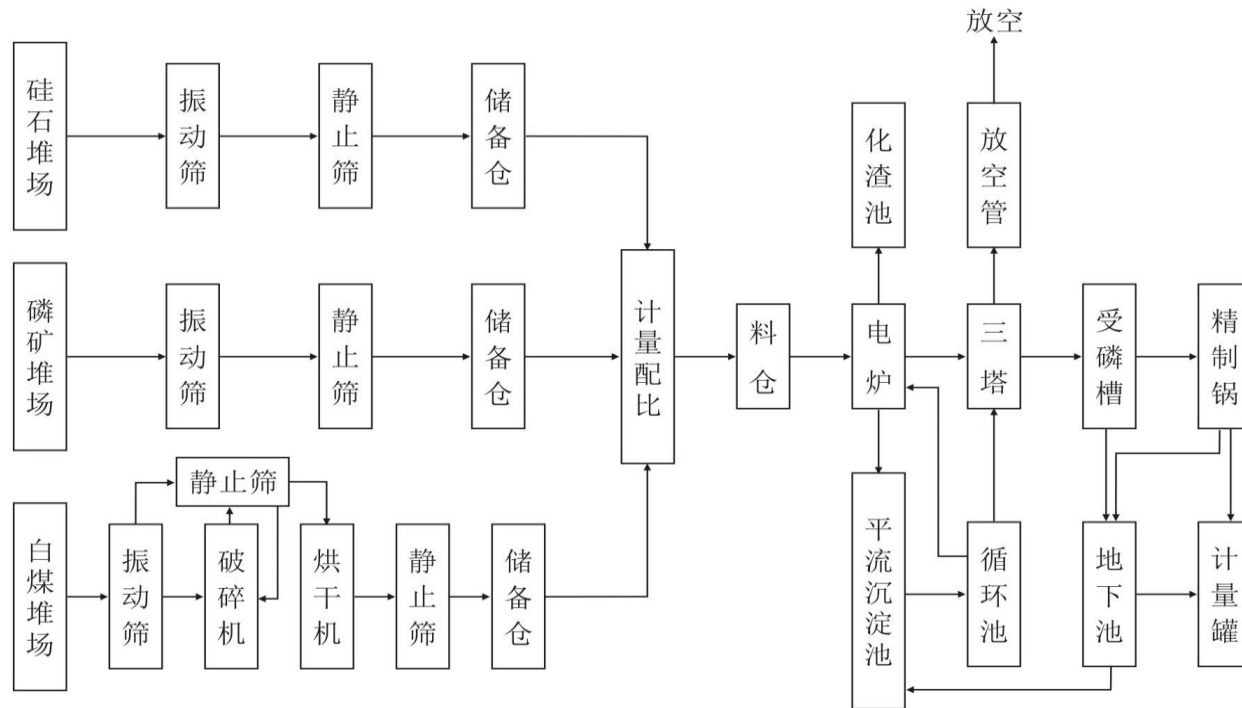 放空
硅石堆场
振动筛
静止筛
储备仓
化渣池
放空管
磷矿堆场
振动筛
静止筛
储备仓
计量配比
料仓
电炉
三塔
受磷槽
精制锅
静止筛
白煤堆场
振动筛
破碎机
烘干机
静止筛
储备仓
平流沉淀池
循环池
地下池
计量罐